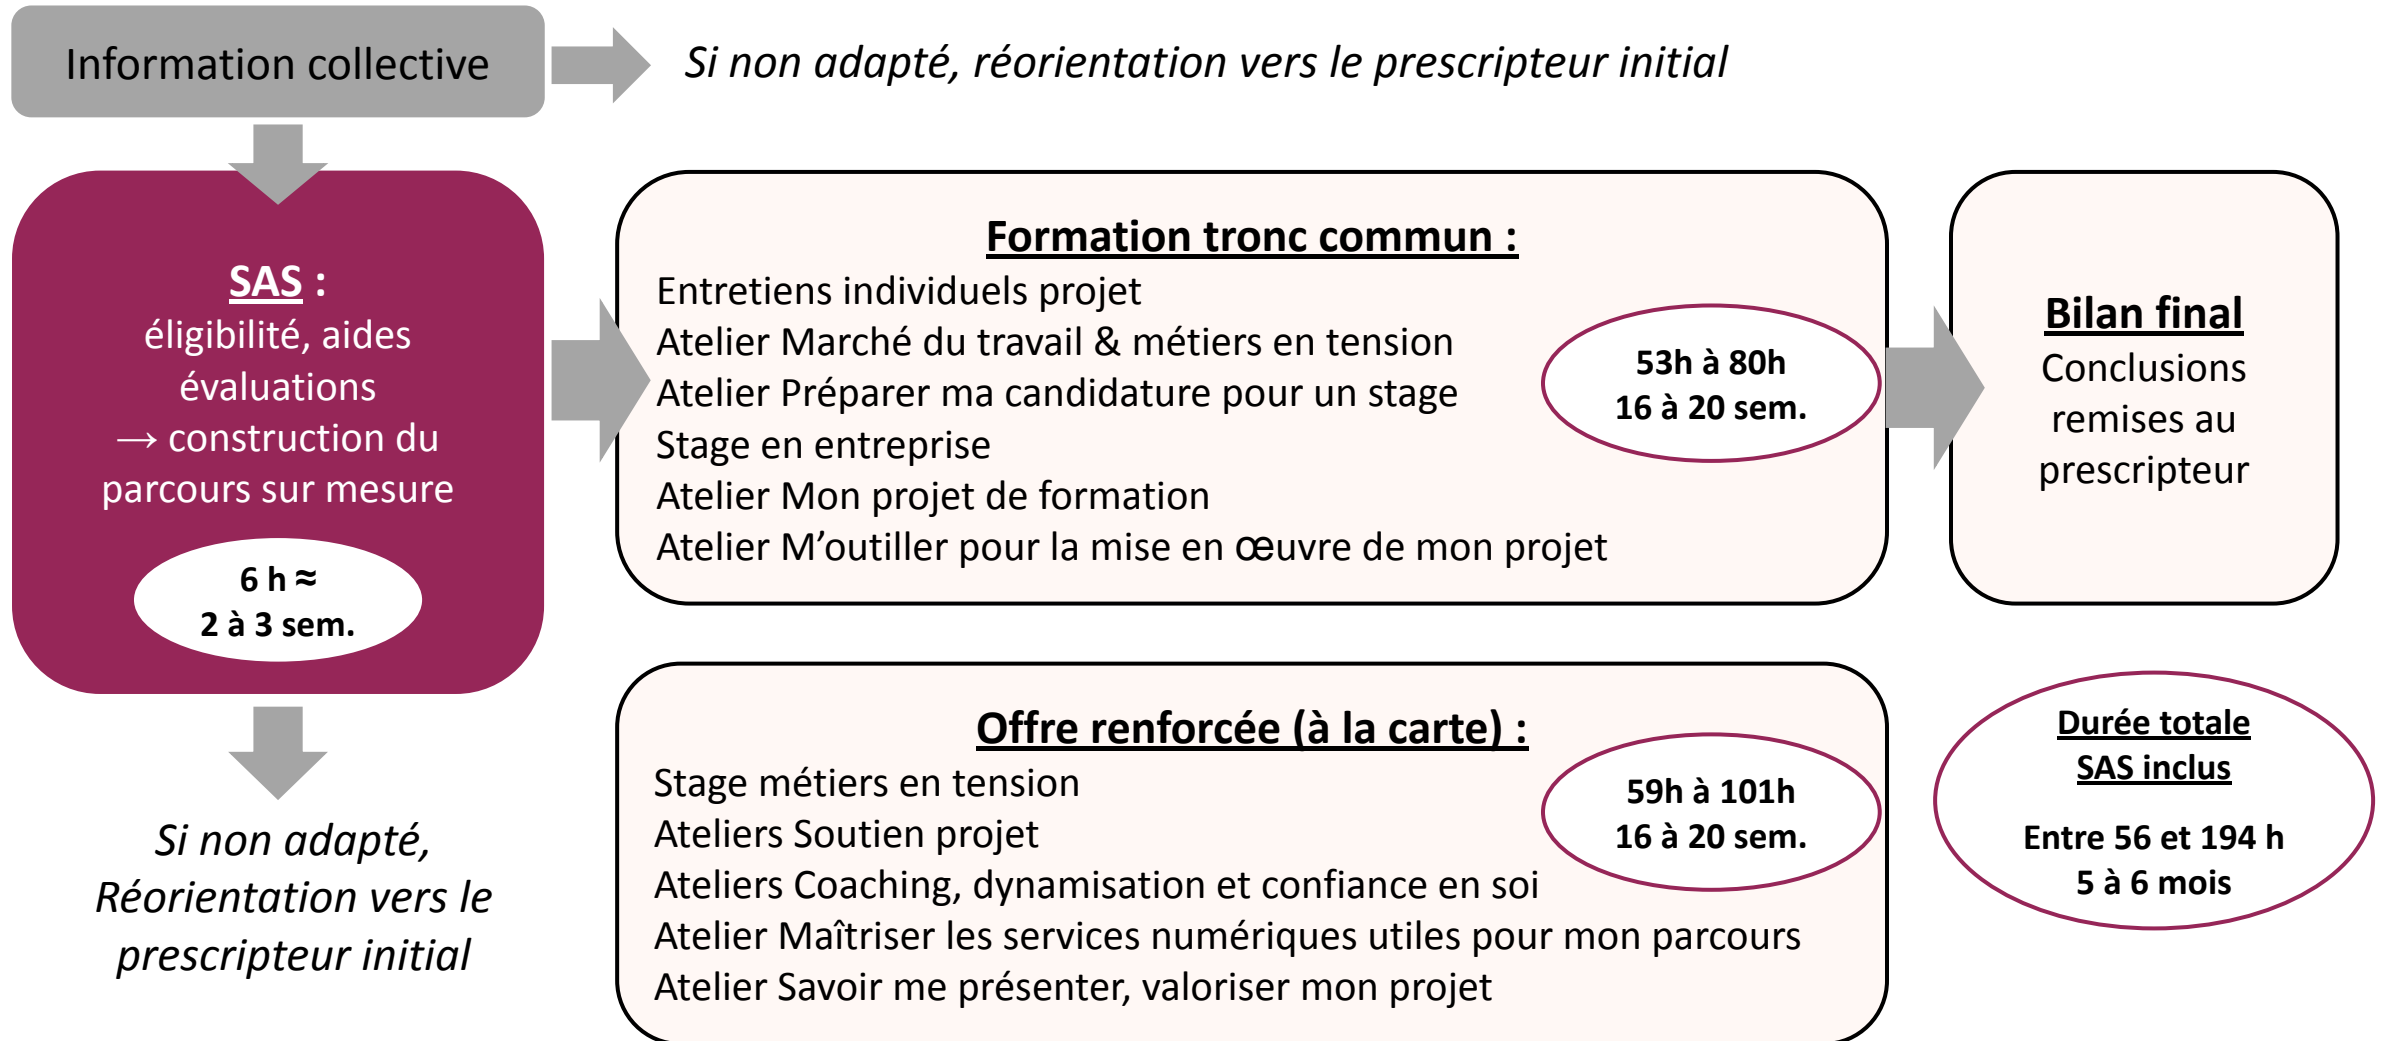 Information collective
Si non adapté, réorientation vers le prescripteur initial
SAS :
éligibilité, aides
évaluations
→ construction du
parcours sur mesure
6 h ≈
2 à 3 sem.
Si non adapté,
Réorientation vers le
prescripteur initial
Formation tronc commun :
Entretiens individuels projet
Atelier Marché du travail & métiers en tension
Atelier Préparer ma candidature pour un stage
Stage en entreprise
Atelier Mon projet de formation
Atelier M’outiller pour la mise en œuvre de mon projet
53h à 80h
16 à 20 sem.
Bilan final
Conclusions
remises au
prescripteur
Offre renforcée (à la carte) :
Stage métiers en tension
Ateliers Soutien projet
Ateliers Coaching, dynamisation et confiance en soi
Atelier Maîtriser les services numériques utiles pour mon parcours
Atelier Savoir me présenter, valoriser mon projet
59h à 101h
16 à 20 sem.
Durée totale
SAS inclus
Entre 56 et 194 h
5 à 6 mois